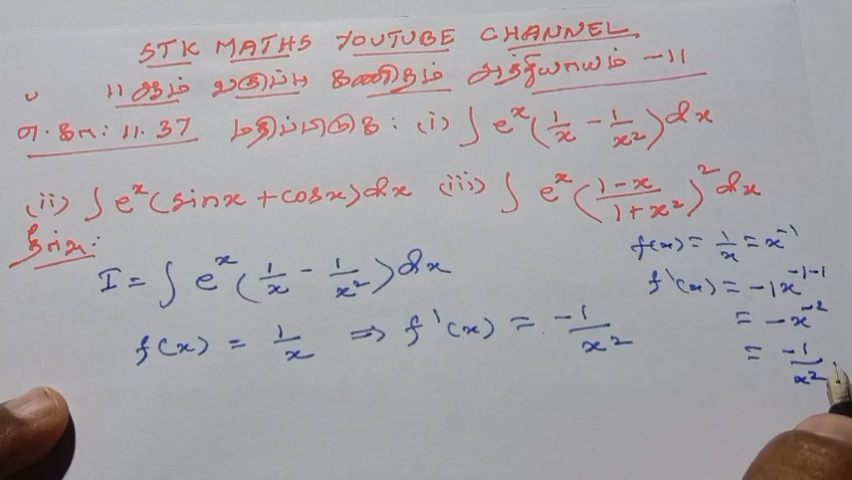 STK MATHS YOUTUBE CHANNEL
11 ஆம் வகுப்பு கணிதம் அத்தியாயம் - 11
எ.கா: 11.37 மதிப்பிடுக : (i) ∫ eˣ (1/x − 1/x²) dx
(ii) ∫ eˣ (sinx + cosx) dx (iii) ∫ eˣ ((1−x)/(1+x²))² dx
தீர்வு:
I = ∫ eˣ (1/x − 1/x²) dx
f(x) = 1/x ⇒ f'(x) = −1/x²
f(x) = 1/x = x⁻¹
f'(x) = −1x⁻¹⁻¹
= −x⁻²
= −1/x²